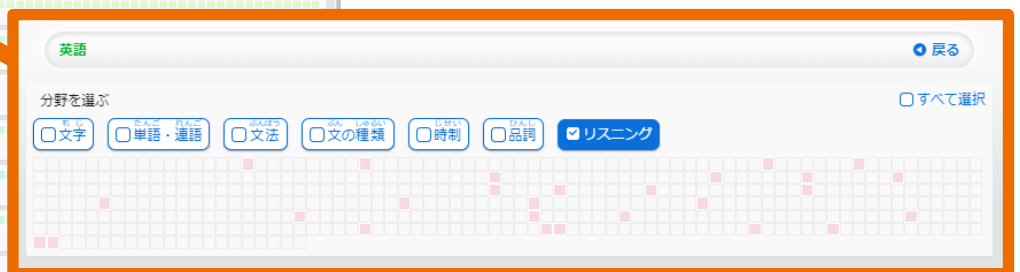 英語
戻る
分野を選ぶ
すべて選択
もじ たんご れんご ぶんぽう ぶん しゅるい じせい ひんし
文字 単語・連語 文法 文の種類 時制 品詞 リスニング